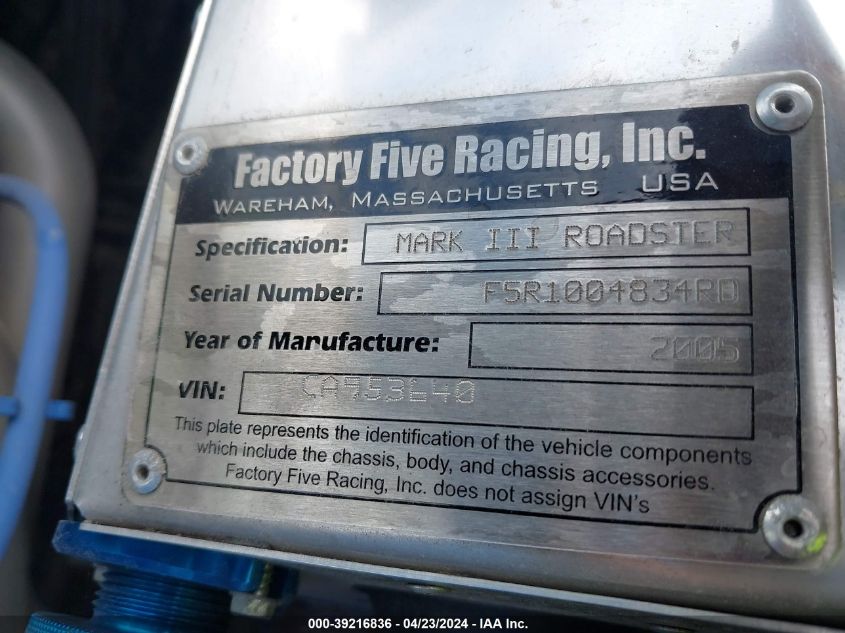 Factory Five Racing, Inc.
WAREHAM, MASSACHUSETTS USA
Specification: MARK III ROADSTER
Serial Number: F5R1004834RD
Year of Manufacture: 2005
VIN: CA953640
This plate represents the identification of the vehicle components
which include the chassis, body, and chassis accessories.
Factory Five Racing, Inc. does not assign VIN's
000-39216836 - 04/23/2024 - IAA Inc.